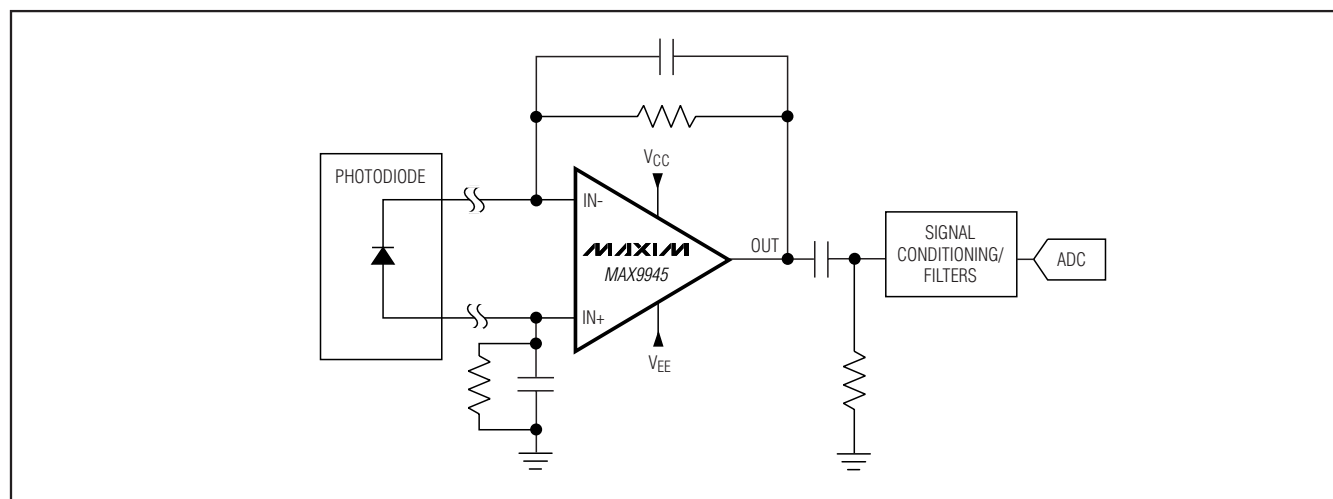 PHOTODIODE
VCC
IN-
MAXIM
MAX9945
OUT
IN+
VEE
SIGNAL
CONDITIONING/
FILTERS
ADC